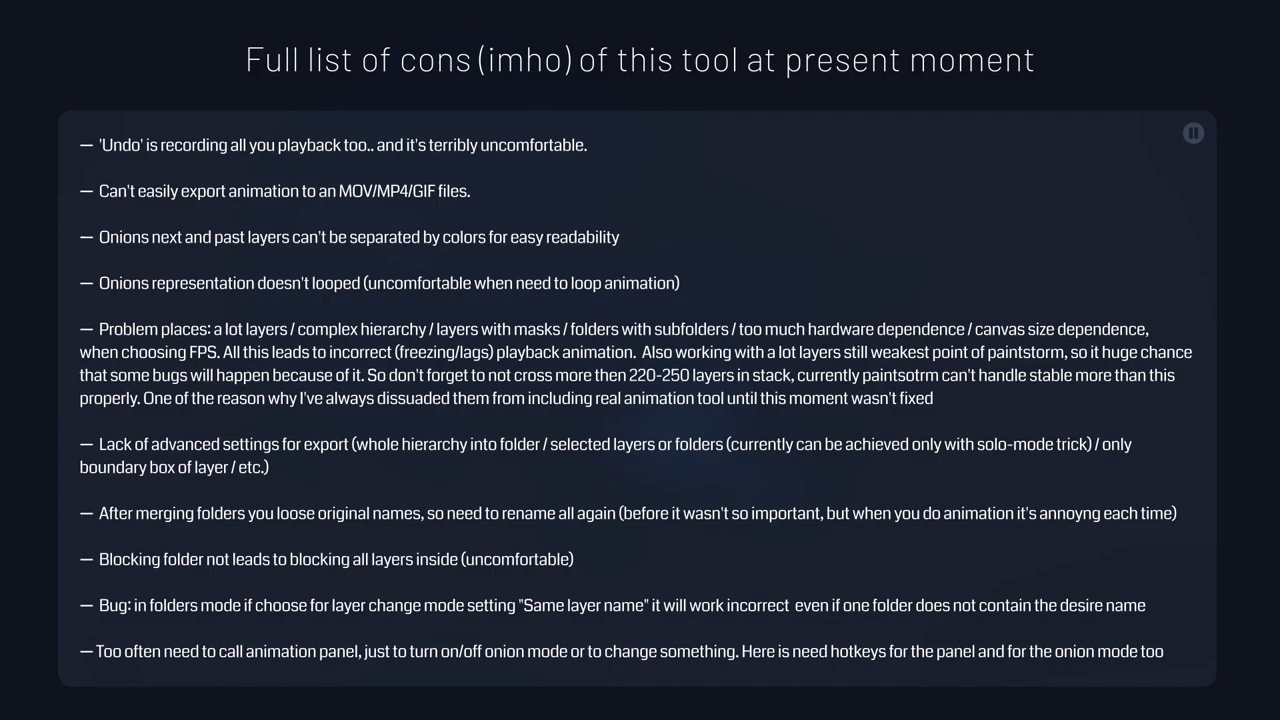 Full list of cons (imho) of this tool at present moment
— 'Undo' is recording all you playback too.. and it's terribly uncomfortable.
— Can't easily export animation to an MOV/MP4/GIF files.
— Onions next and past layers can't be separated by colors for easy readability
— Onions representation doesn't looped (uncomfortable when need to loop animation)
— Problem places: a lot layers / complex hierarchy / layers with masks / folders with subfolders / too much hardware dependence / canvas size dependence,
when choosing FPS. All this leads to incorrect (freezing/lags) playback animation.  Also working with a lot layers still weakest point of paintstorm, so it huge chance
that some bugs will happen because of it. So don't forget to not cross more then 220-250 layers in stack, currently paintsotrm can't handle stable more than this
properly. One of the reason why I've always dissuaded them from including real animation tool until this moment wasn't fixed
— Lack of advanced settings for export (whole hierarchy into folder / selected layers or folders (currently can be achieved only with solo-mode trick) / only
boundary box of layer / etc.)
— After merging folders you loose original names, so need to rename all again (before it wasn't so important, but when you do animation it's annoyng each time)
— Blocking folder not leads to blocking all layers inside (uncomfortable)
— Bug: in folders mode if choose for layer change mode setting "Same layer name" it will work incorrect  even if one folder does not contain the desire name
— Too often need to call animation panel, just to turn on/off onion mode or to change something. Here is need hotkeys for the panel and for the onion mode too